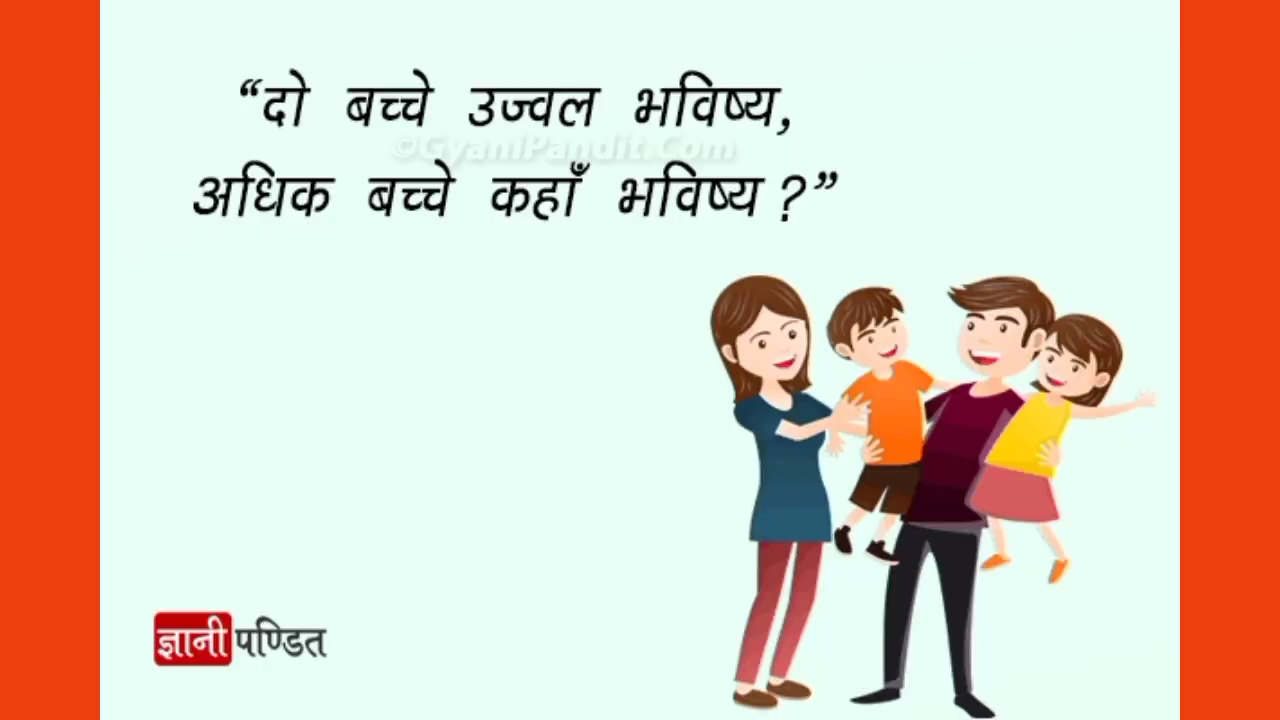 “दो बच्चे उज्वल भविष्य,
©GyaniPandit.Com
अधिक बच्चे कहाँ भविष्य ?”
ज्ञानी पण्डित